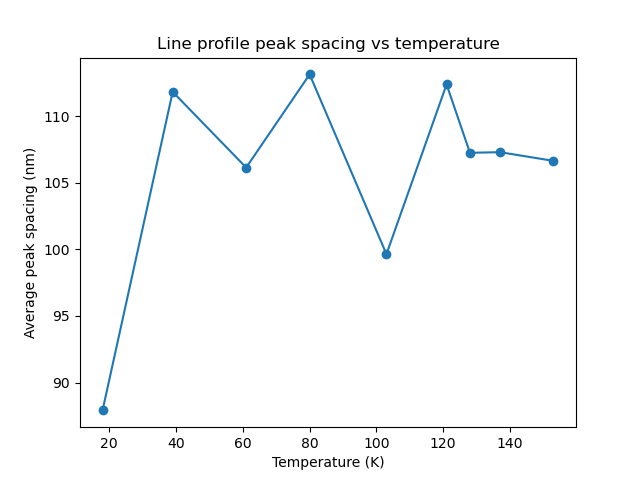 Line profile peak spacing vs temperature
110
105
100
95
90
Average peak spacing (nm)
20 40 60 80 100 120 140
Temperature (K)